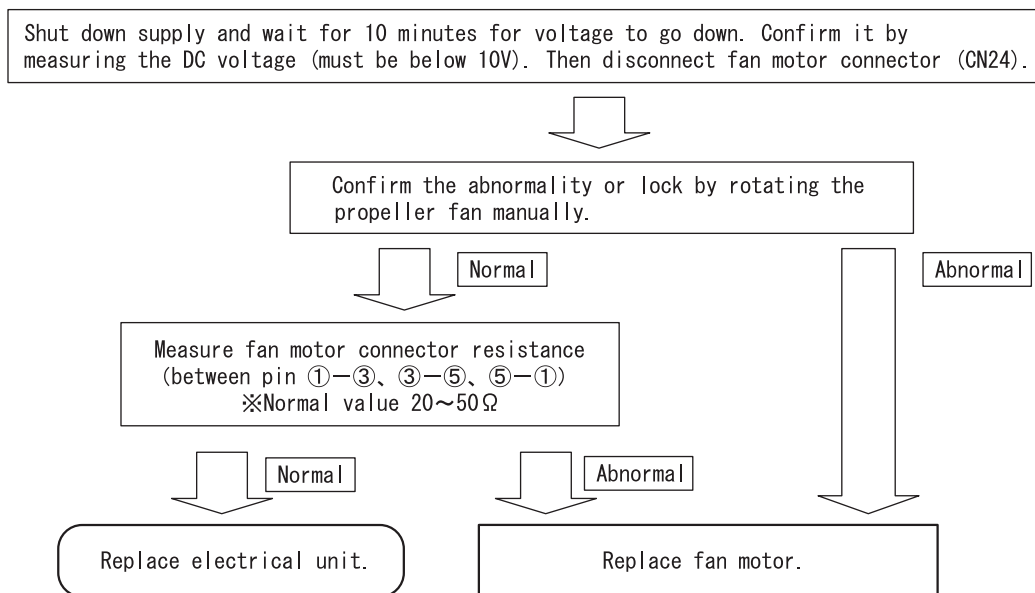 Shut down supply and wait for 10 minutes for voltage to go down. Confirm it by
measuring the DC voltage (must be below 10V). Then disconnect fan motor connector (CN24).
Confirm the abnormality or lock by rotating the
propeller fan manually.
Normal
Abnormal
Measure fan motor connector resistance
(between pin ①－③、③－⑤、⑤－①)
※Normal value 20～50Ω
Normal
Abnormal
Replace electrical unit.
Replace fan motor.